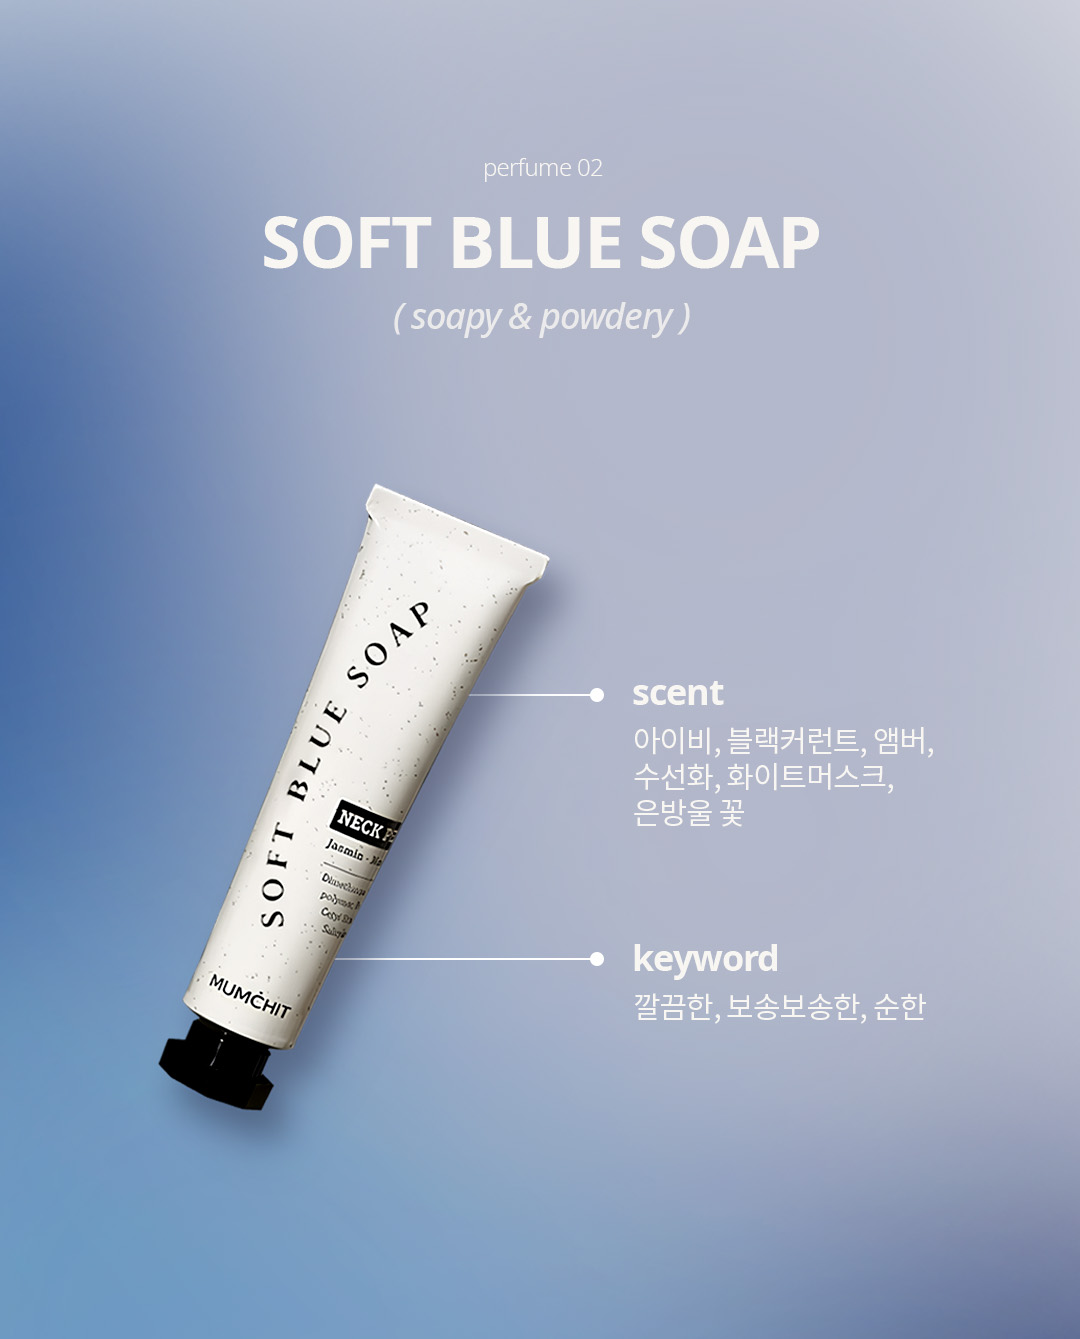 perfume 02
SOFT BLUE SOAP
( soapy & powdery )
SOFT BLUE SOAP
NECK
Jasmin -
MUMCHIT
scent
아이비, 블랙커런트, 앰버,
수선화, 화이트머스크,
은방울 꽃
keyword
깔끔한, 보송보송한, 순한